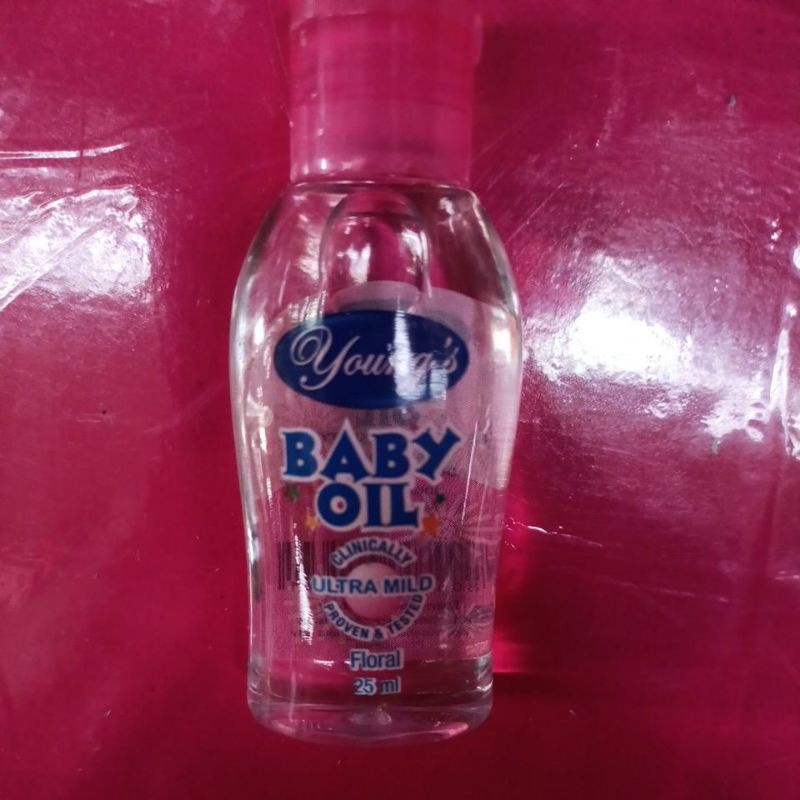 Young's
BABY
OIL
CLINICALLY
ULTRA MILD
PROVEN & TESTED
Floral
25 ml